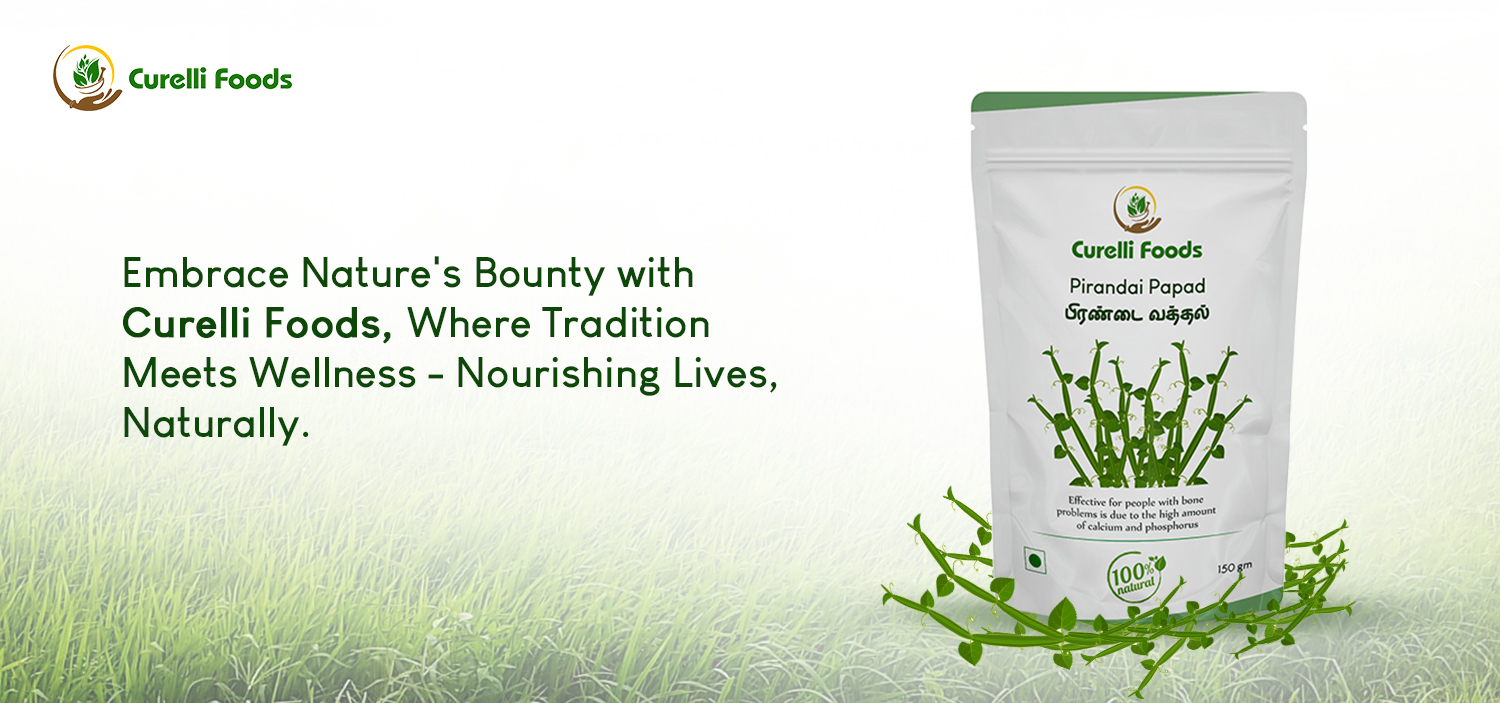 Curelli Foods
Embrace Nature's Bounty with
Curelli Foods, Where Tradition
Meets Wellness - Nourishing Lives,
Naturally.
Curelli Foods
Pirandai Papad
பிரண்டை வத்தல்
Effective for people with bone
problems is due to the high amount
of calcium and phosphorus
100%
natural
150 gm